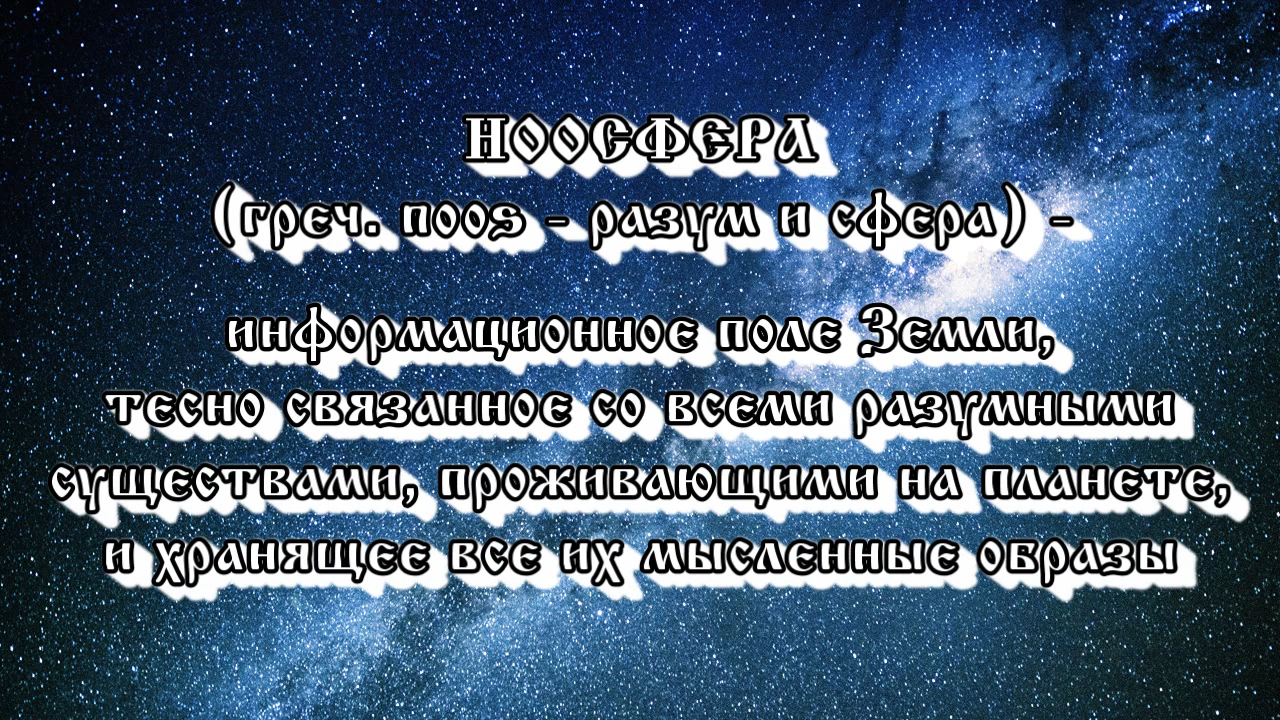 НООСФЕРА
(греч. noos - разум и сфера) -
информационное поле Земли,
тесно связанное со всеми разумными
существами, проживающими на планете,
и хранящее все их мысленные образы